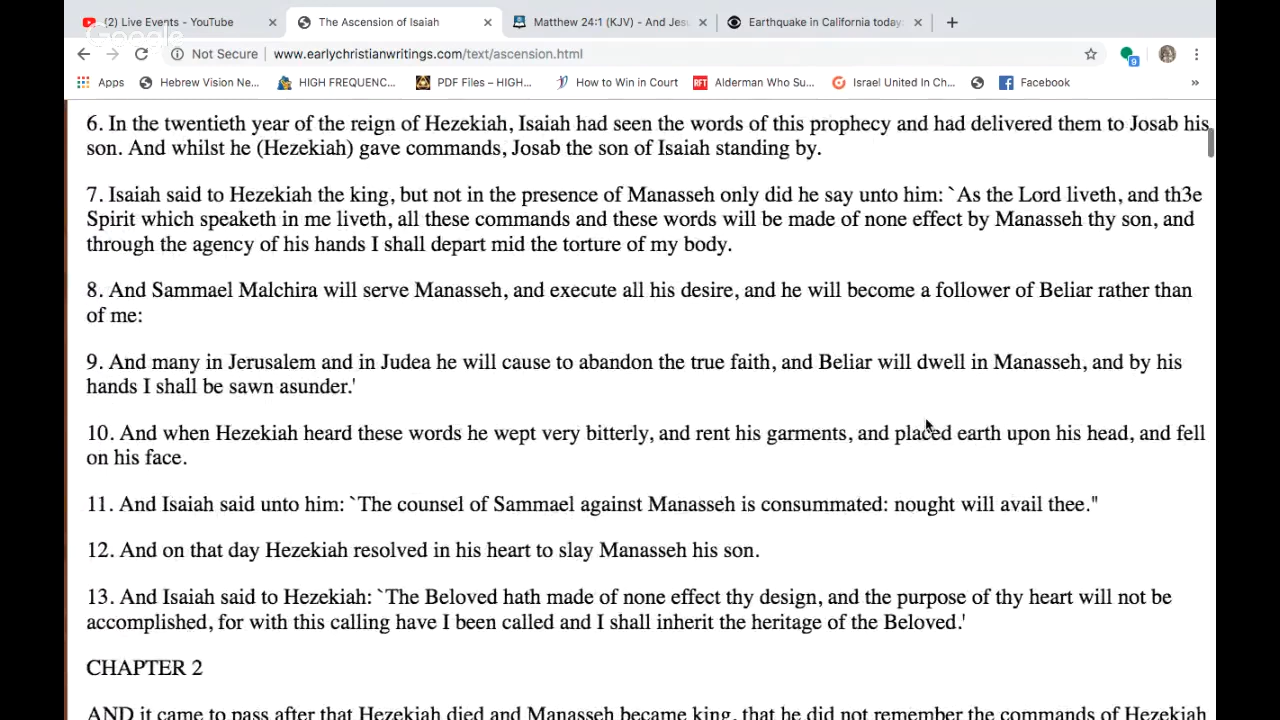 (2) Live Events - YouTube
The Ascension of Isaiah
Matthew 24:1 (KJV) - And Jesu
Earthquake in California today:
Google
Not Secure
www.earlychristianwritings.com/text/ascension.html
9
Apps
Hebrew Vision Ne...
HIGH FREQUENC...
PDF Files – HIGH...
How to Win in Court
RFT
Alderman Who Su...
Israel United In Ch...
Facebook
»
6. In the twentieth year of the reign of Hezekiah, Isaiah had seen the words of this prophecy and had delivered them to Josab his
son. And whilst he (Hezekiah) gave commands, Josab the son of Isaiah standing by.
7. Isaiah said to Hezekiah the king, but not in the presence of Manasseh only did he say unto him: `As the Lord liveth, and th3e
Spirit which speaketh in me liveth, all these commands and these words will be made of none effect by Manasseh thy son, and
through the agency of his hands I shall depart mid the torture of my body.
8. And Sammael Malchira will serve Manasseh, and execute all his desire, and he will become a follower of Beliar rather than
of me:
9. And many in Jerusalem and in Judea he will cause to abandon the true faith, and Beliar will dwell in Manasseh, and by his
hands I shall be sawn asunder.'
10. And when Hezekiah heard these words he wept very bitterly, and rent his garments, and placed earth upon his head, and fell
on his face.
11. And Isaiah said unto him: `The counsel of Sammael against Manasseh is consummated: nought will avail thee."
12. And on that day Hezekiah resolved in his heart to slay Manasseh his son.
13. And Isaiah said to Hezekiah: `The Beloved hath made of none effect thy design, and the purpose of thy heart will not be
accomplished, for with this calling have I been called and I shall inherit the heritage of the Beloved.'
CHAPTER 2
AND it came to pass after that Hezekiah died and Manasseh became king, that he did not remember the commands of Hezekiah